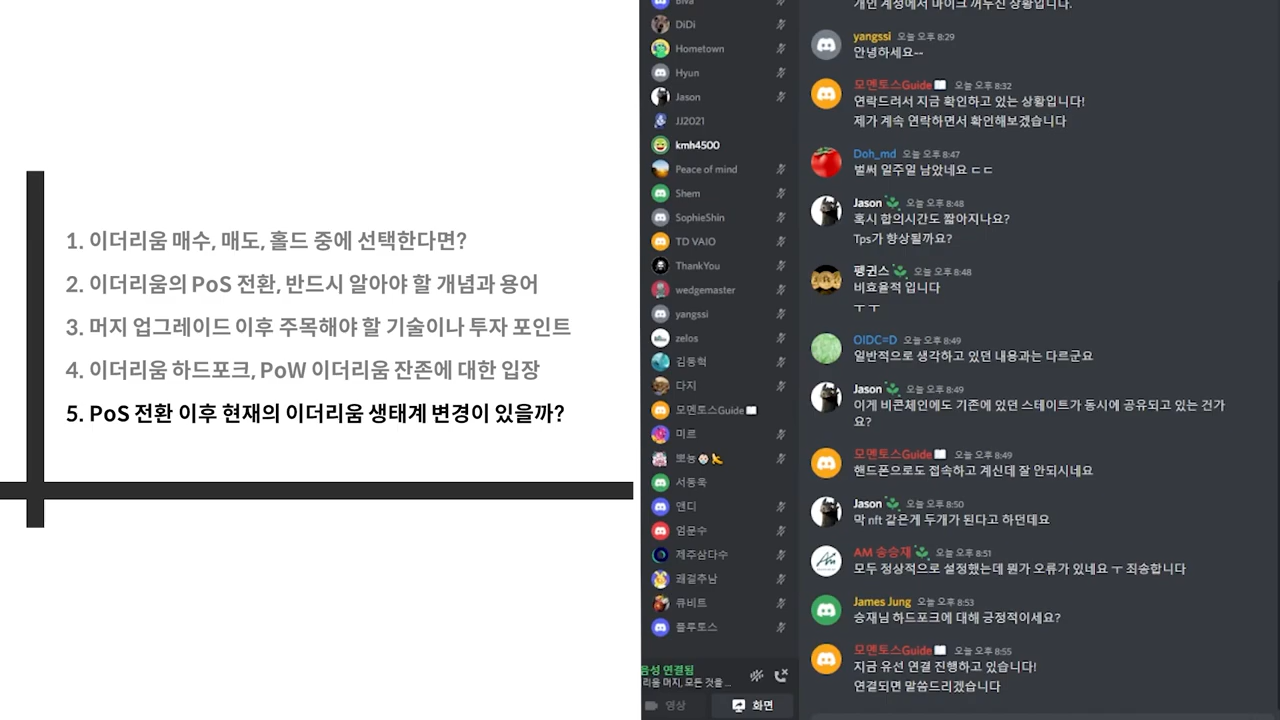 1. 이더리움 매수, 매도, 홀드 중에 선택한다면?
2. 이더리움의 PoS 전환, 반드시 알아야 할 개념과 용어
3. 머지 업그레이드 이후 주목해야 할 기술이나 투자 포인트
4. 이더리움 하드포크, PoW 이더리움 잔존에 대한 입장
5. PoS 전환 이후 현재의 이더리움 생태계 변경이 있을까?
DiDi
Hometown
Hyun
Jason
JJ2021
kmh4500
Peace of mind
Shem
SophieShin
TD VAIO
ThankYou
wedgemaster
yangssi
zelos
김동혁
다지
모멘토스Guide
미르
뽀뇽
서동욱
앤디
엄문수
제주삼다수
쾌걸추남
큐비트
플루토스
음성 연결됨
리움 머지, 모든 것을 ...
영상
화면
개인 계정에서 마이크 꺼두신 상황입니다.
yangssi 오늘 오후 8:29
안녕하세요~~
모멘토스Guide 오늘 오후 8:32
연락드려서 지금 확인하고 있는 상황입니다!
제가 계속 연락하면서 확인해보겠습니다
Doh_md 오늘 오후 8:47
벌써 일주일 남았네요 ㄷㄷ
Jason 오늘 오후 8:48
혹시 합의시간도 짧아지나요?
Tps가 향상될까요?
펭귄스 오늘 오후 8:48
비효율적 입니다
ㅜㅜ
OIDC=D 오늘 오후 8:49
일반적으로 생각하고 있던 내용과는 다르군요
Jason 오늘 오후 8:49
이게 비콘체인에도 기존에 있던 스테이트가 동시에 공유되고 있는 건가
요?
모멘토스Guide 오늘 오후 8:49
핸드폰으로도 접속하고 계신데 잘 안되시네요
Jason 오늘 오후 8:50
막 nft 같은게 두개가 된다고 하던데요
AM 송승재 오늘 오후 8:51
모두 정상적으로 설정했는데 뭔가 오류가 있네요 ㅜ 죄송합니다
James Jung 오늘 오후 8:53
승재님 하드포크에 대해 긍정적이세요?
모멘토스Guide 오늘 오후 8:55
지금 유선 연결 진행하고 있습니다!
연결되면 말씀드리겠습니다